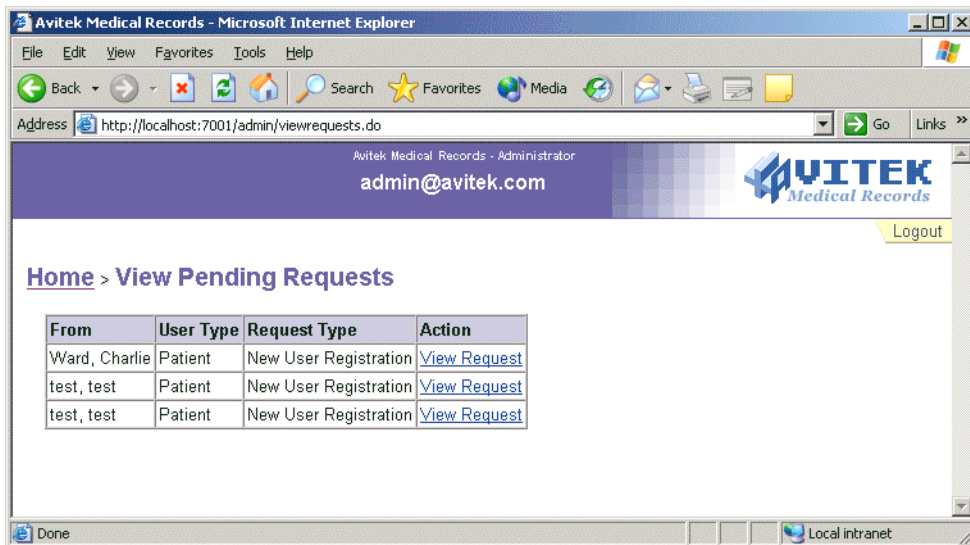 Avitek Medical Records - Microsoft Internet Explorer
File Edit View Favorites Tools Help
Back Search Favorites Media
Address http://localhost:7001/admin/viewrequests.do Go Links »
Avitek Medical Records - Administrator
admin@avitek.com
AVITEK
Medical Records
Logout
Home > View Pending Requests
From User Type Request Type Action
Ward, Charlie Patient New User Registration View Request
test, test Patient New User Registration View Request
test, test Patient New User Registration View Request
Done Local intranet